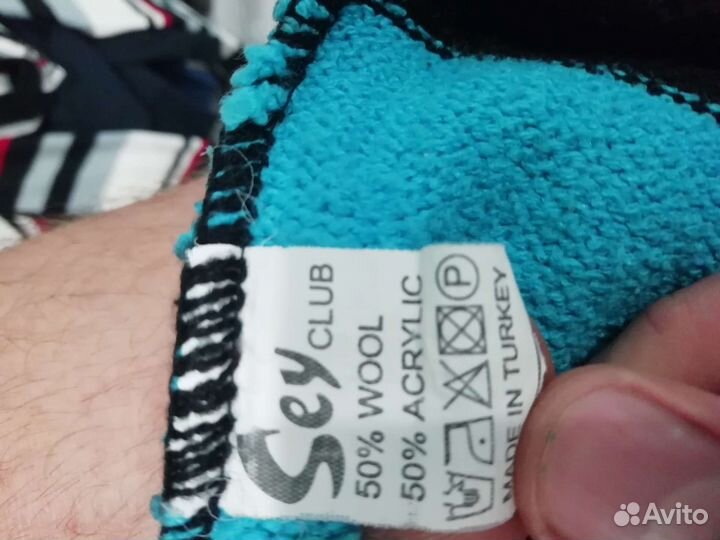 Sey CLUB
50% WOOL
50% ACRYLIC
P
MADE IN TURKEY
Avito